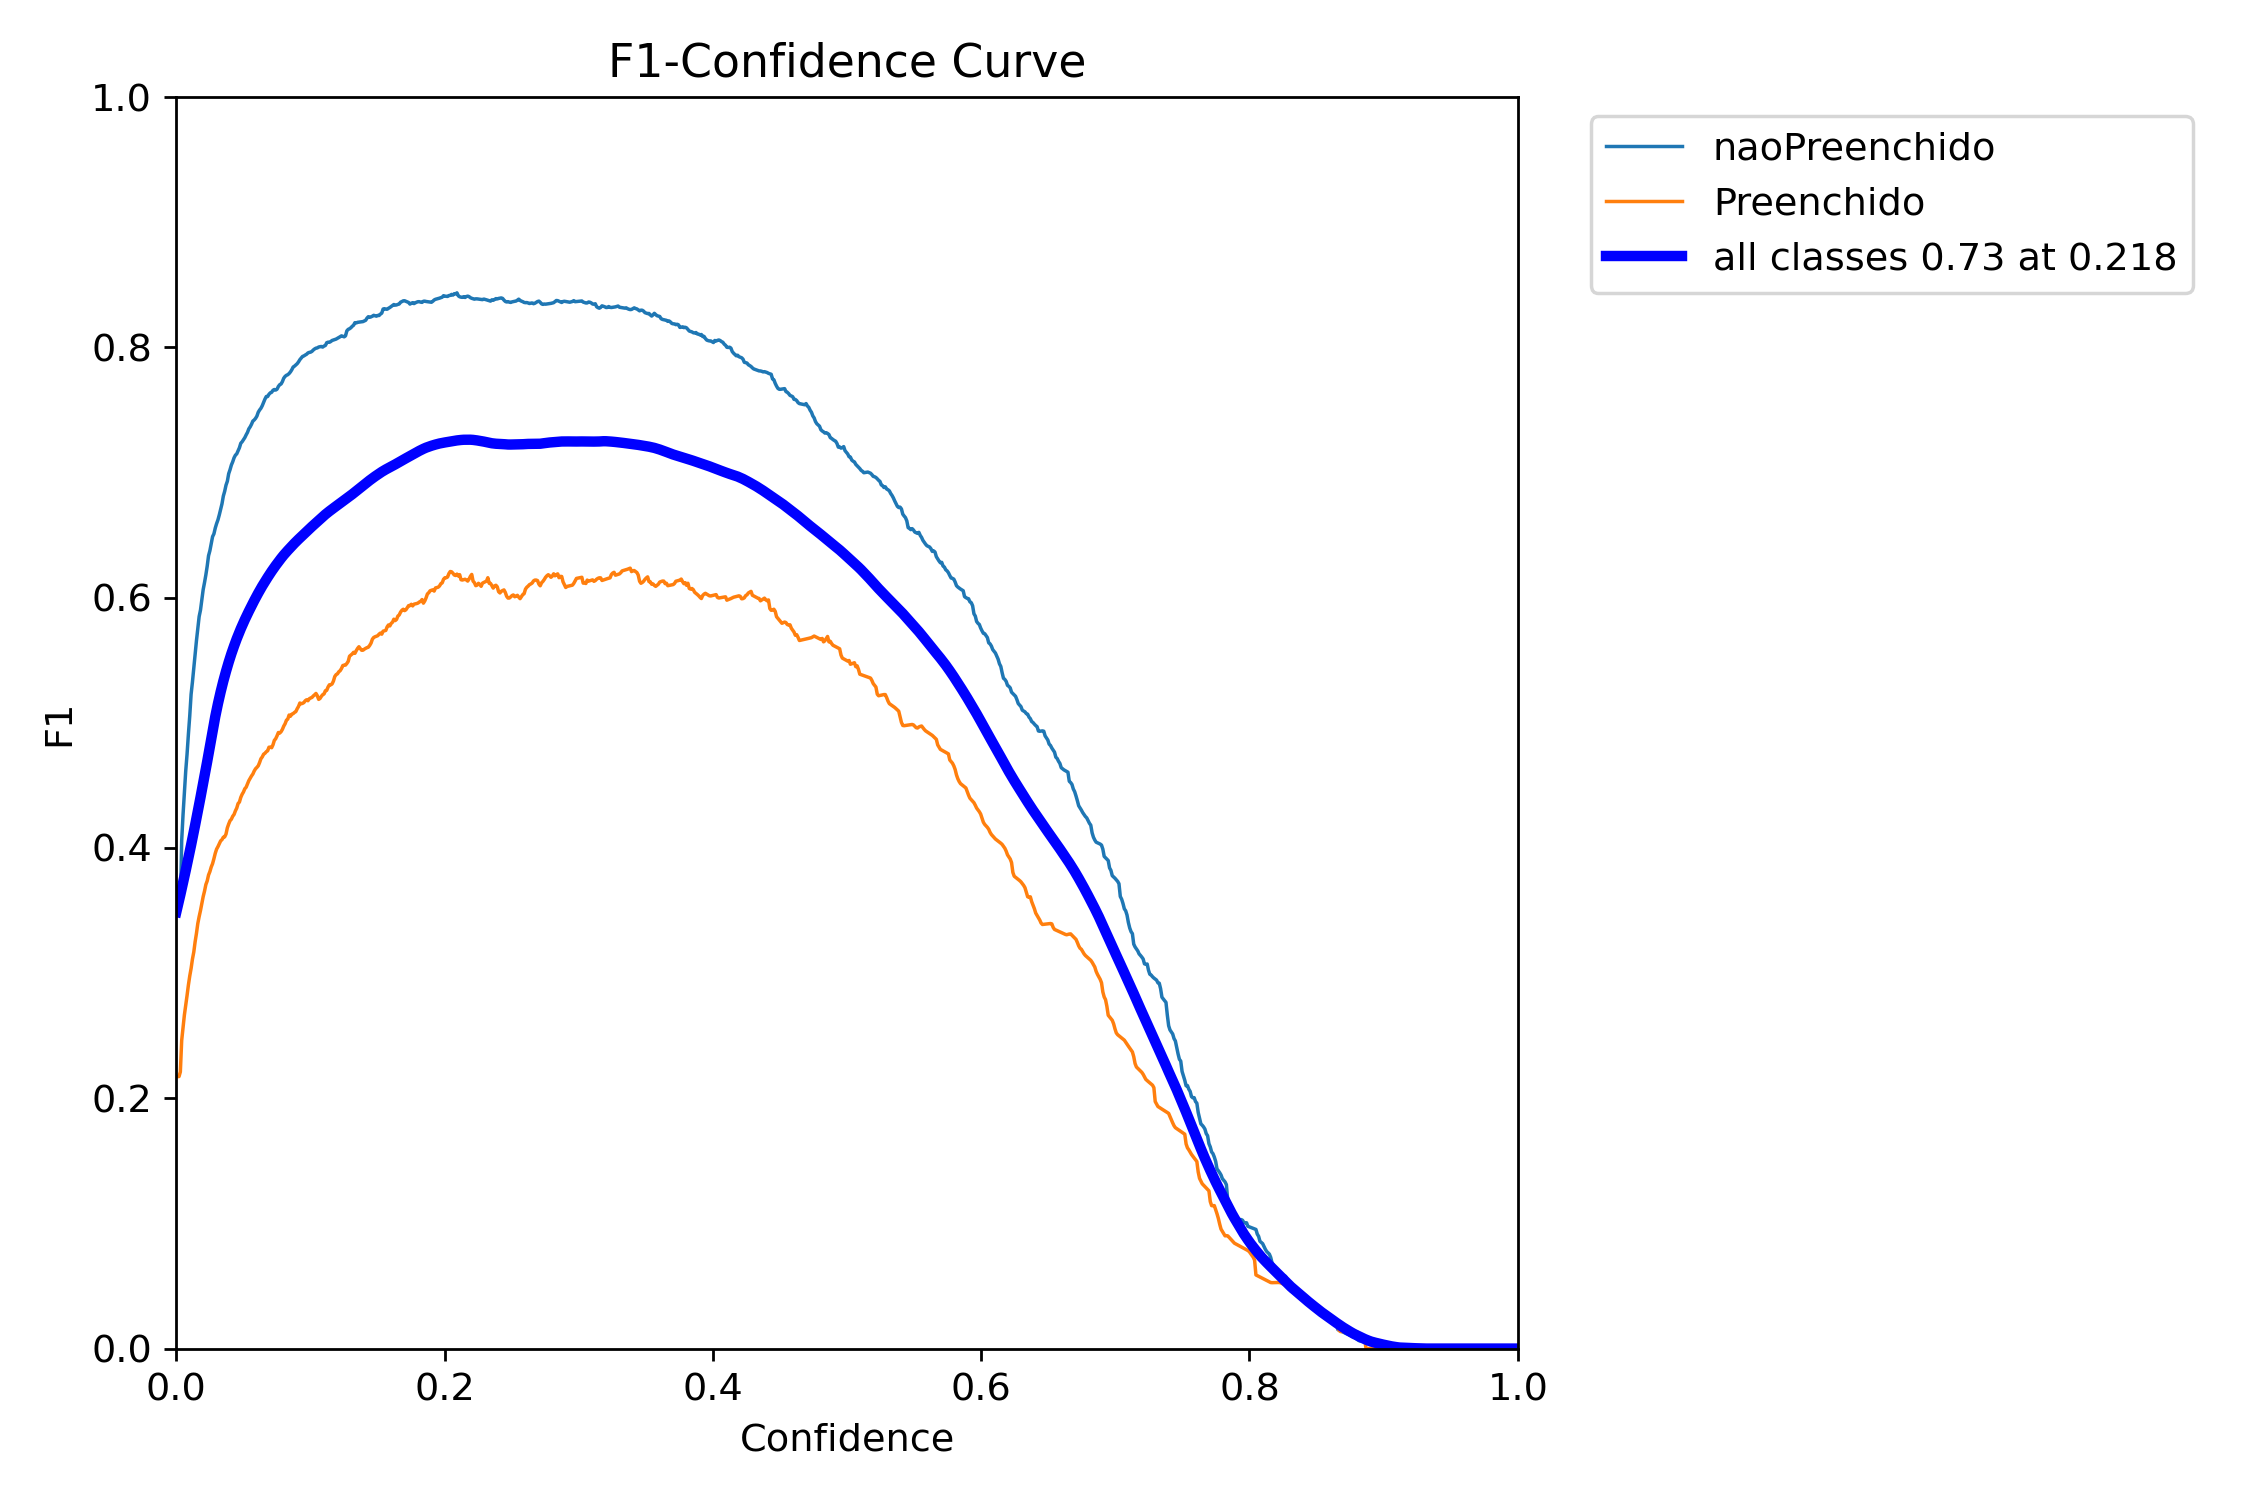 F1-Confidence Curve
1.0
0.8
0.6
0.4
0.2
0.0
F1
0.0 0.2 0.4 0.6 0.8 1.0
Confidence
naoPreenchido
Preenchido
all classes 0.73 at 0.218